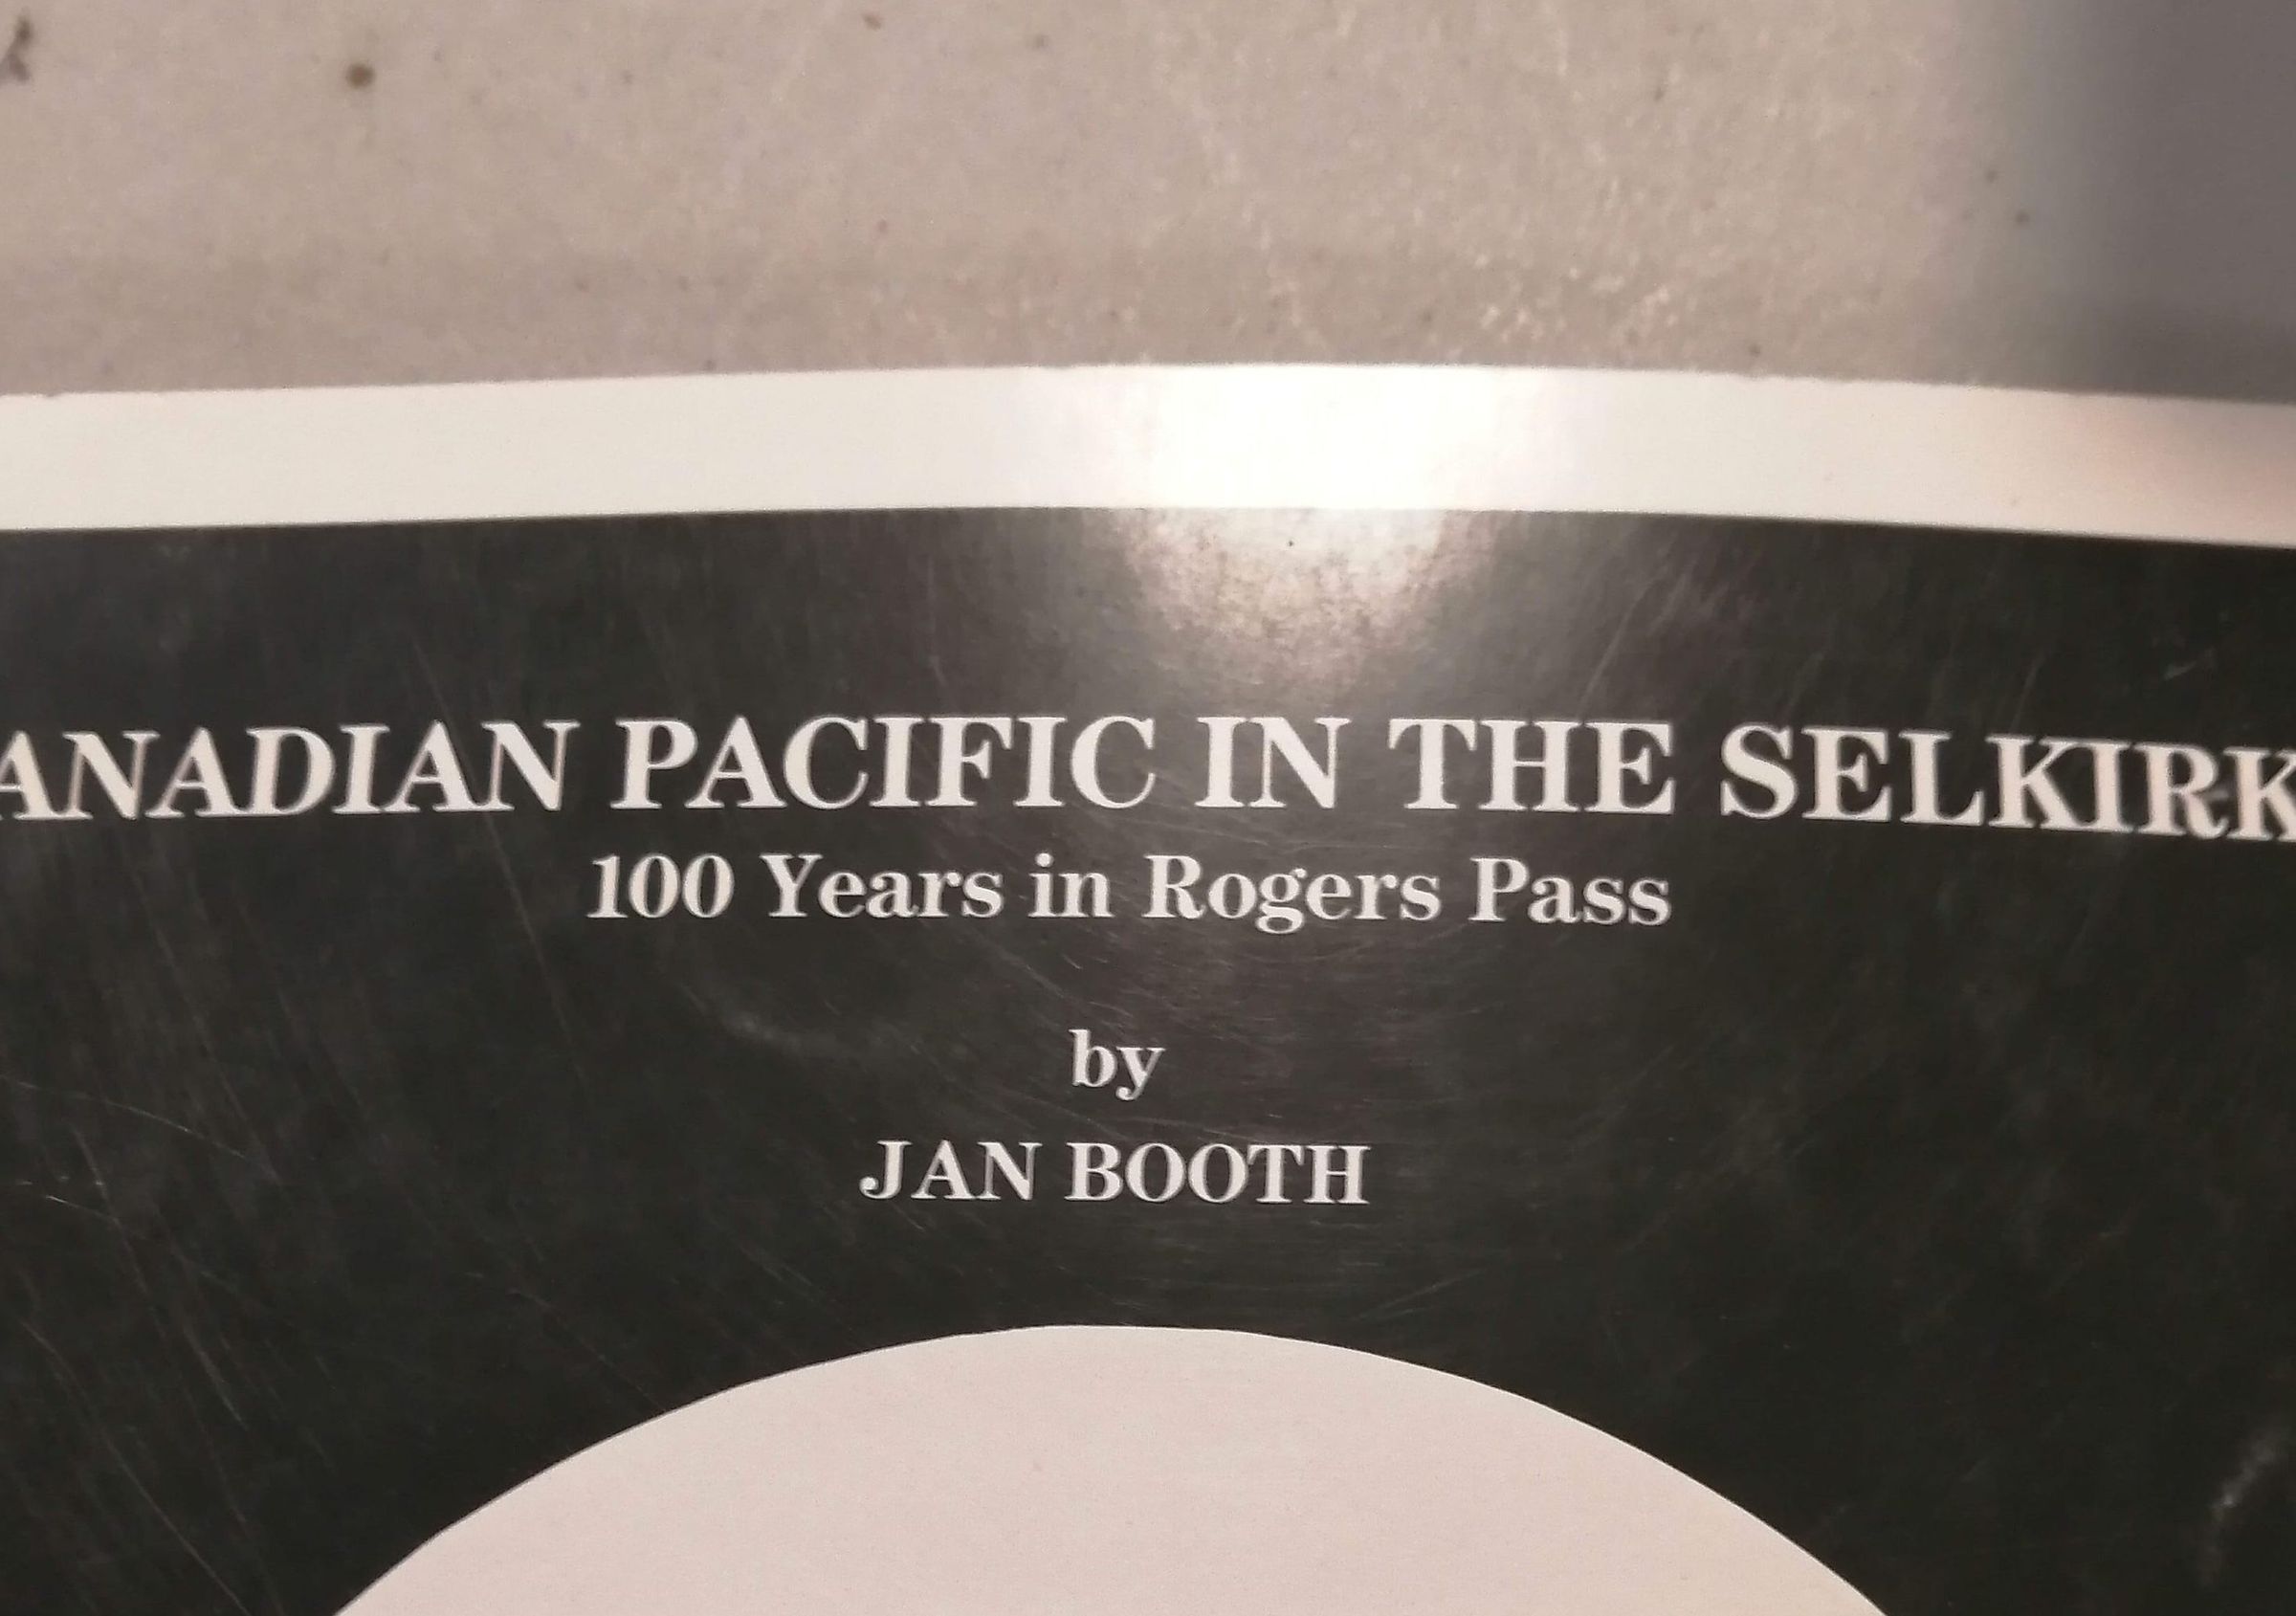 ANADIAN PACIFIC IN THE SELKIRK
100 Years in Rogers Pass
by
JAN BOOTH